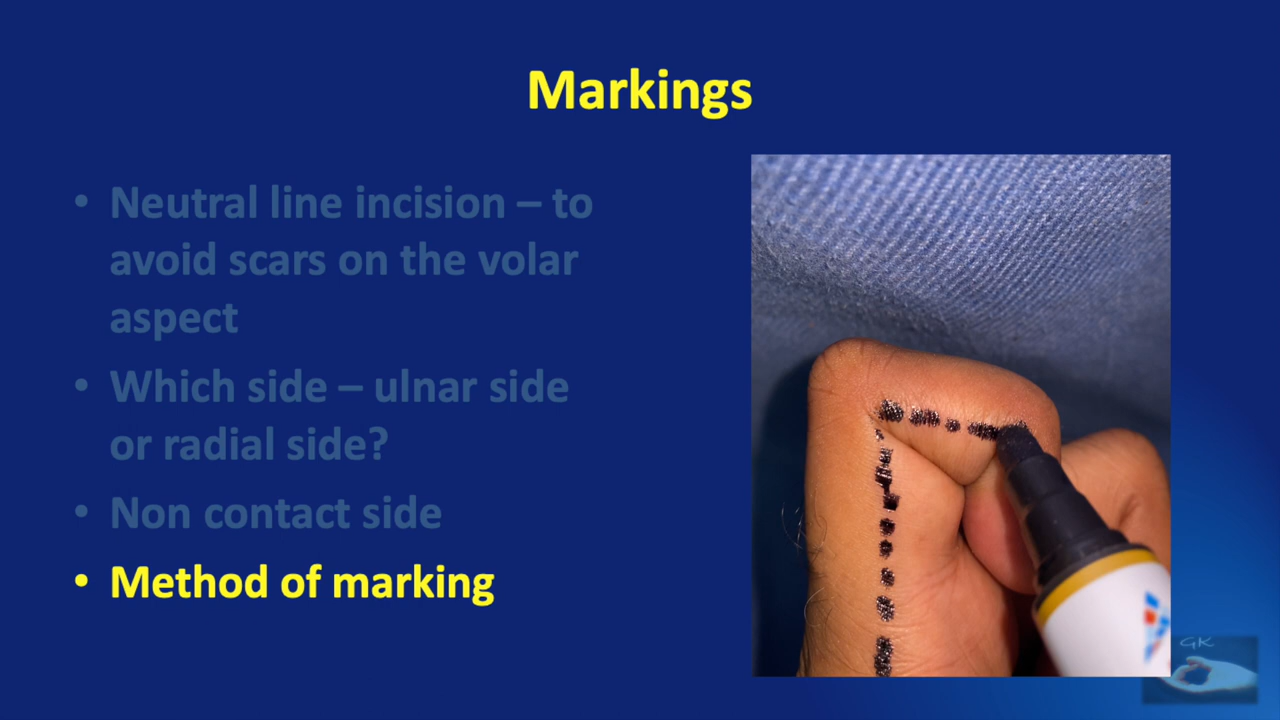 Markings
• Neutral line incision – to
avoid scars on the volar
aspect
• Which side – ulnar side
or radial side?
• Non contact side
• Method of marking
GK